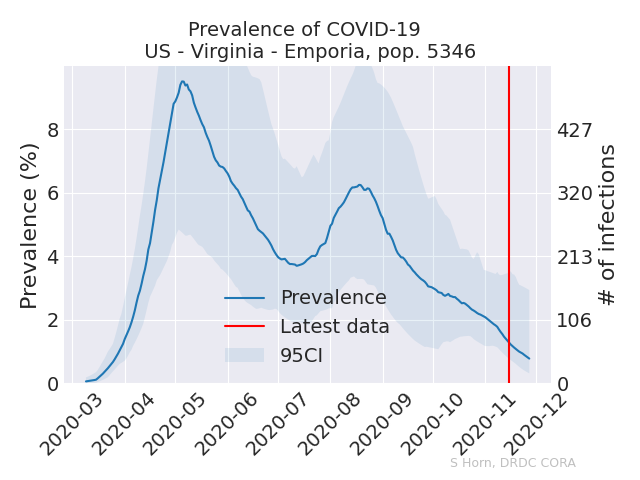 Prevalence of COVID-19
US - Virginia - Emporia, pop. 5346
Prevalence (%)
8
6
4
2
0
427
320
213
106
0
# of infections
Prevalence
Latest data
95CI
2020-03
2020-04
2020-05
2020-06
2020-07
2020-08
2020-09
2020-10
2020-11
2020-12
S Horn, DRDC CORA